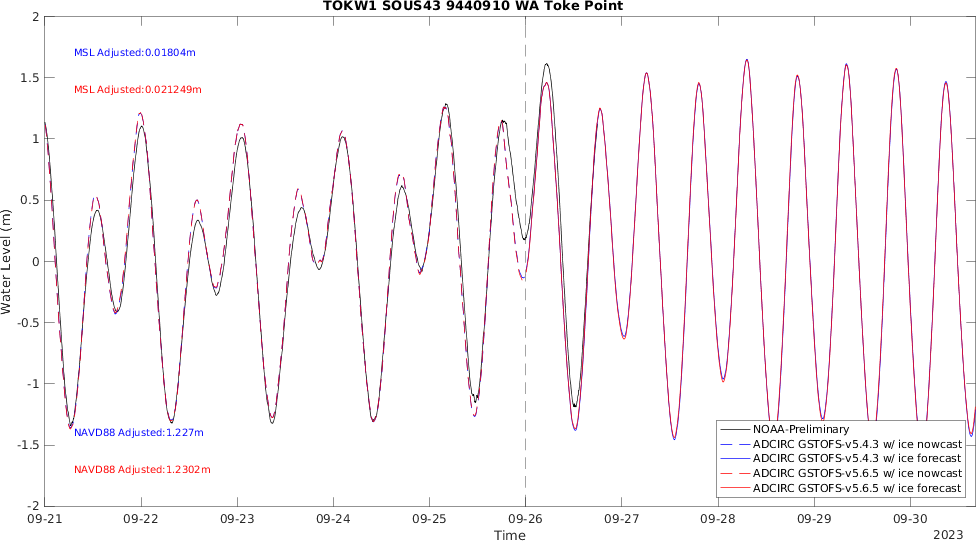 TOKW1 SOUS43 9440910 WA Toke Point
2
1.5
1
0.5
0
-0.5
-1
-1.5
-2
Water Level (m)
MSL Adjusted:0.01804m
MSL Adjusted:0.021249m
NAVD88 Adjusted:1.227m
NAVD88 Adjusted:1.2302m
NOAA-Preliminary
ADCIRC GSTOFS-v5.4.3 w/ ice nowcast
ADCIRC GSTOFS-v5.4.3 w/ ice forecast
ADCIRC GSTOFS-v5.6.5 w/ ice nowcast
ADCIRC GSTOFS-v5.6.5 w/ ice forecast
09-21 09-22 09-23 09-24 09-25 09-26 09-27 09-28 09-29 09-30
Time
2023